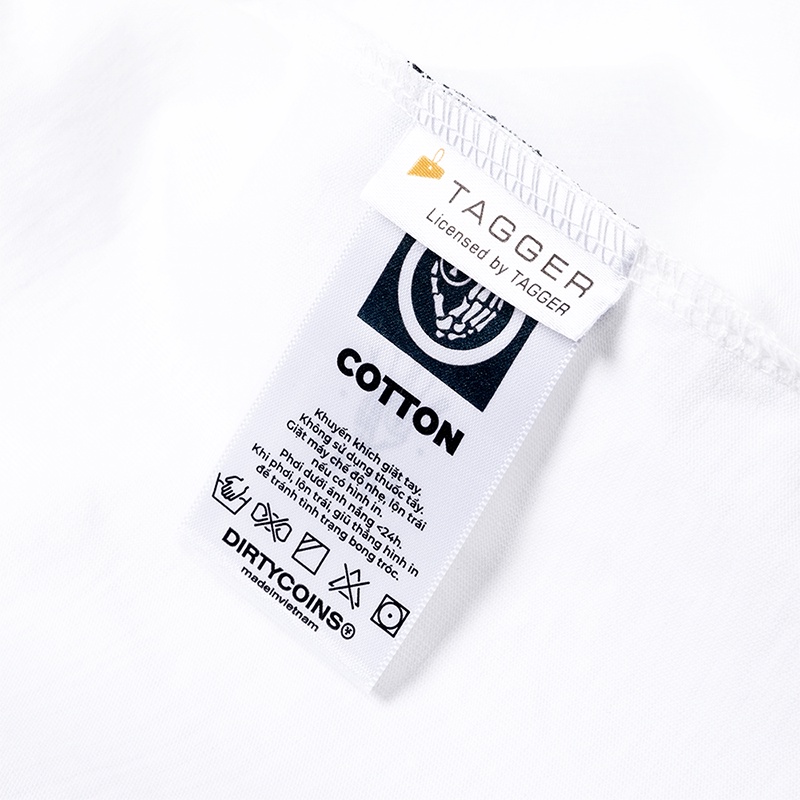 TAGGER
Licensed by TAGGER
COTTON
Khuyến khích giặt tay.
Không sử dụng thuốc tẩy.
Giặt máy chế độ nhẹ, lộn trái
nếu có hình in.
Phơi dưới ánh nắng <24h.
Khi phơi, lộn trái, giũ thẳng hình in
để tránh tình trạng bong tróc.
DIRTYCOINS
madeinvietnam